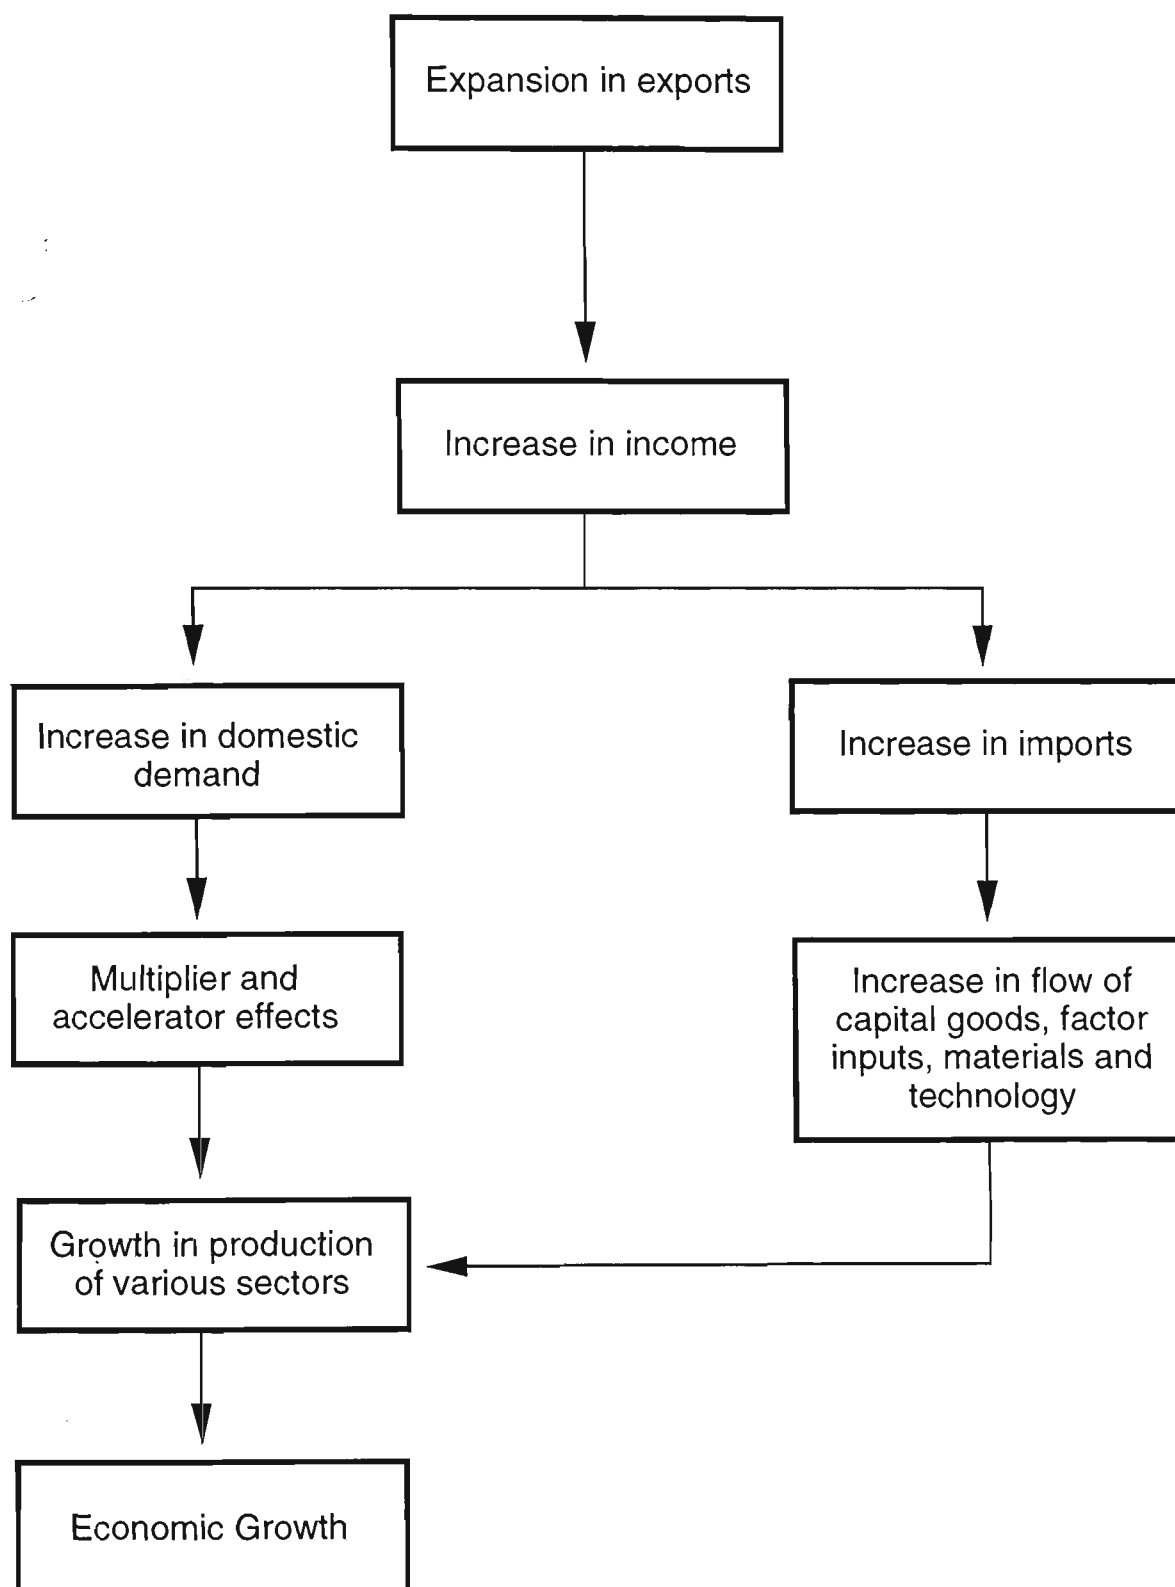 Expansion in exports
Increase in income
Increase in domestic
demand
Increase in imports
Multiplier and
accelerator effects
Increase in flow of
capital goods, factor
inputs, materials and
technology
Growth in production
of various sectors
Economic Growth